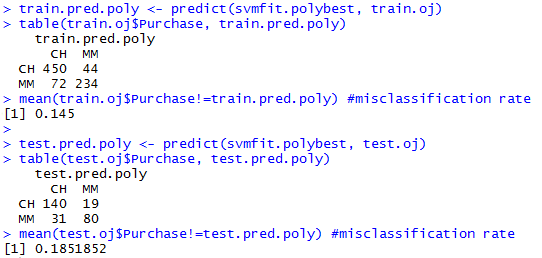 > train.pred.poly <- predict(svmfit.polybest, train.oj)
> table(train.oj$Purchase, train.pred.poly)
    train.pred.poly
      CH  MM
  CH 450  44
  MM  72 234
> mean(train.oj$Purchase!=train.pred.poly) #misclassification rate
[1] 0.145
>
> test.pred.poly <- predict(svmfit.polybest, test.oj)
> table(test.oj$Purchase, test.pred.poly)
    test.pred.poly
      CH  MM
  CH 140  19
  MM  31  80
> mean(test.oj$Purchase!=test.pred.poly) #misclassification rate
[1] 0.1851852